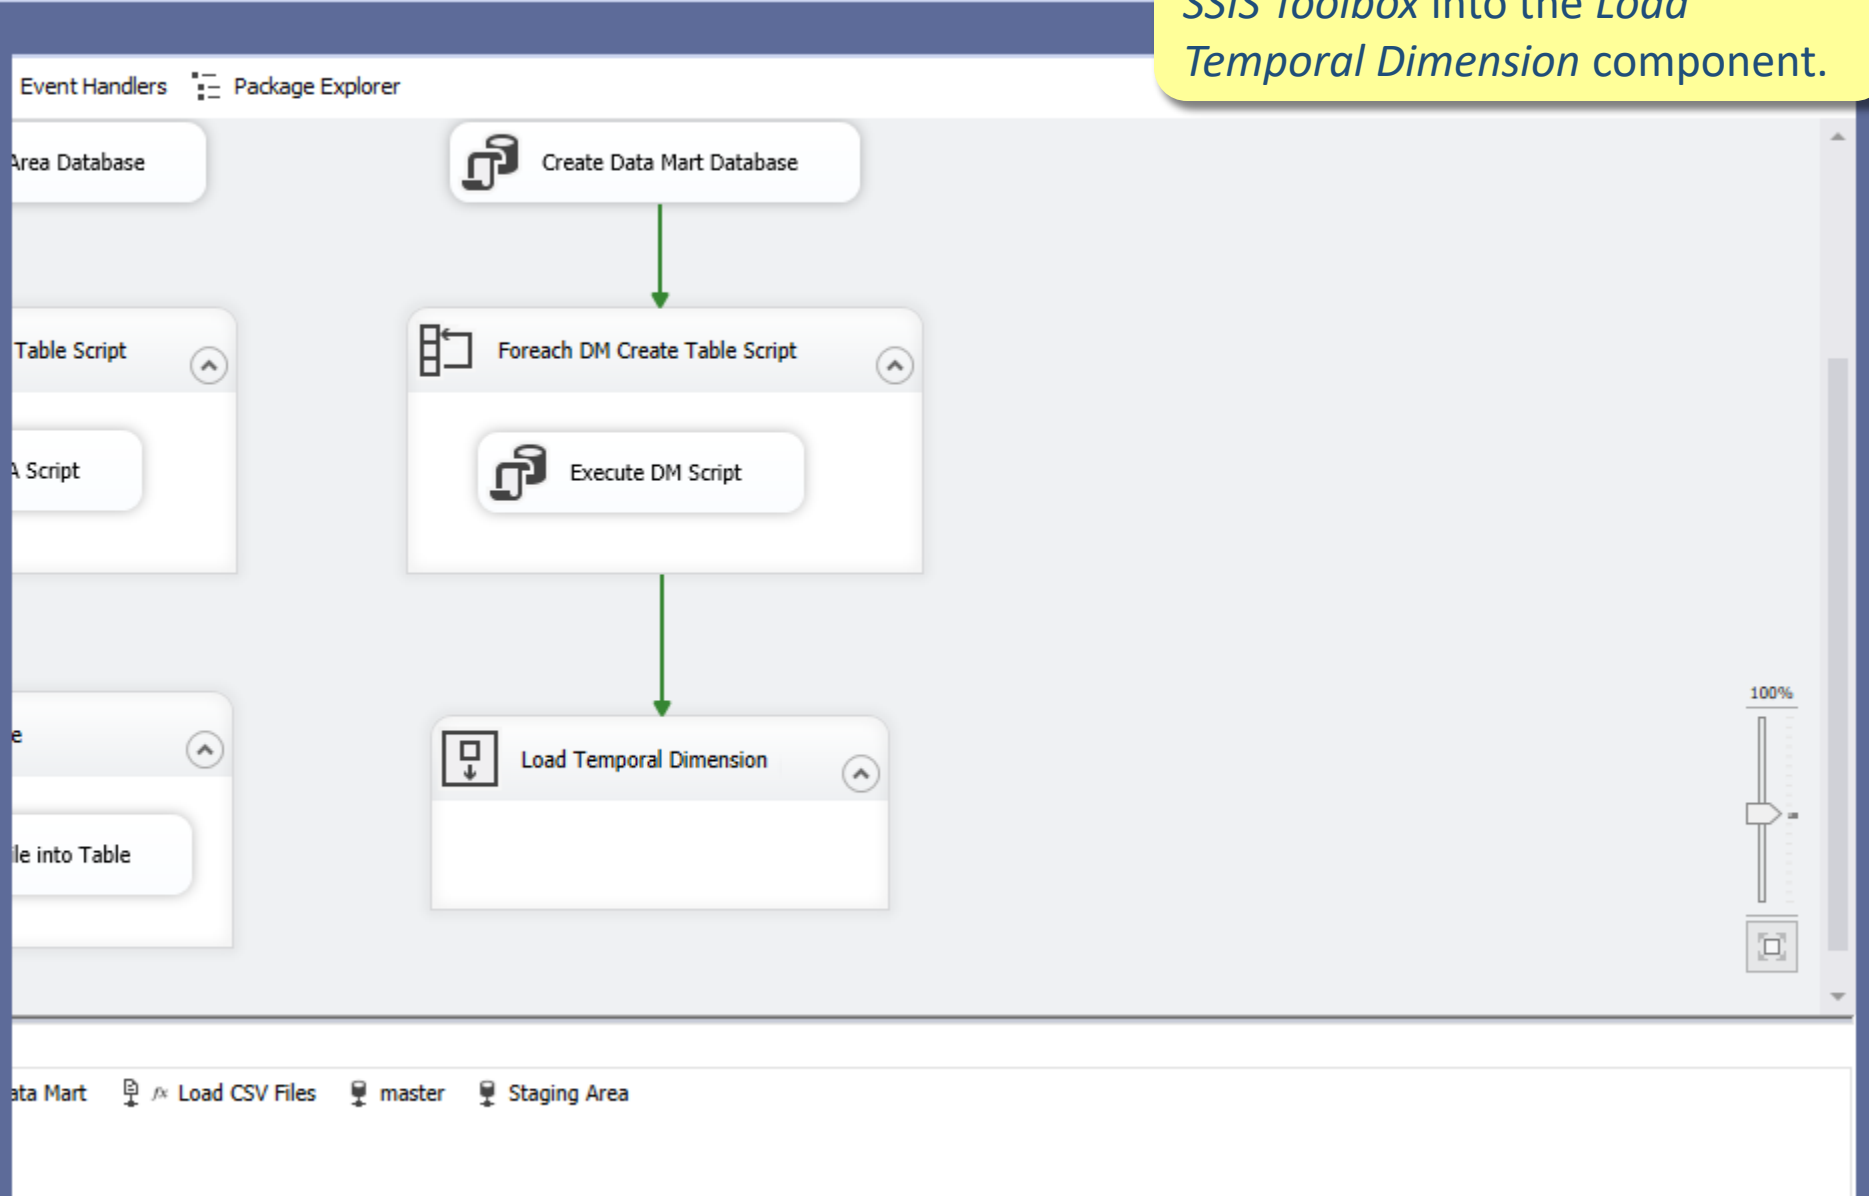 SSIS Toolbox into the Load
Temporal Dimension component.
Event Handlers Package Explorer
Area Database
Create Data Mart Database
Table Script
Foreach DM Create Table Script
Script
Execute DM Script
100%
Load Temporal Dimension
into Table
Mart fx Load CSV Files master Staging Area